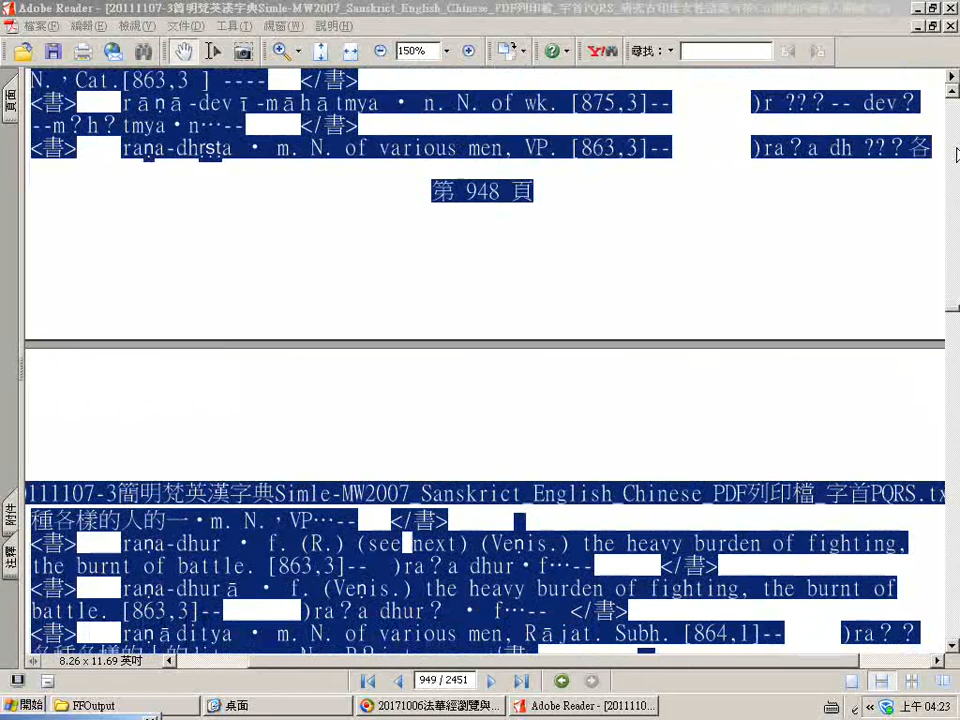 Adobe Reader - [20111107-3簡明梵英漢字典Simle-MW2007_Sanskrict_English_Chinese_PDF列印檔_字首PQRS_
檔案(F) 編輯(E) 檢視(V) 文件(D) 工具(T) 視窗(W) 說明(H)
150% 尋找:
頁面
附件
注釋
N.，Cat.[863,3 ] ---- </書>
<書> rāṇā-devī-māhātmya • n. N. of wk. [875,3]-- )r ???-- dev?
--m?h?tmya•n…-- </書>
<書> raṇa-dhṛṣṭa • m. N. of various men, VP. [863,3]-- )ra?a dh ???各
第 948 頁
111107-3簡明梵英漢字典Simle-MW2007_Sanskrict_English_Chinese_PDF列印檔_字首PQRS.tx
種各樣的人的一•m. N.，VP…-- </書>
<書> raṇa-dhur • f. (R.) (see next) (Veṇis.) the heavy burden of fighting,
the burnt of battle. [863,3]-- )ra?a dhur•f…-- </書>
<書> raṇa-dhurā • f. (Veṇis.) the heavy burden of fighting, the burnt of
battle. [863,3]-- )ra?a dhur? • f…-- </書>
<書> raṇāditya • m. N. of various men, Rājat. Subh. [864,1]-- )ra??
8.26 x 11.69 英吋
949 / 2451
開始 FFOutput 桌面 20171006法華經瀏覽與... Adobe Reader - [2011110... 上午 04:23